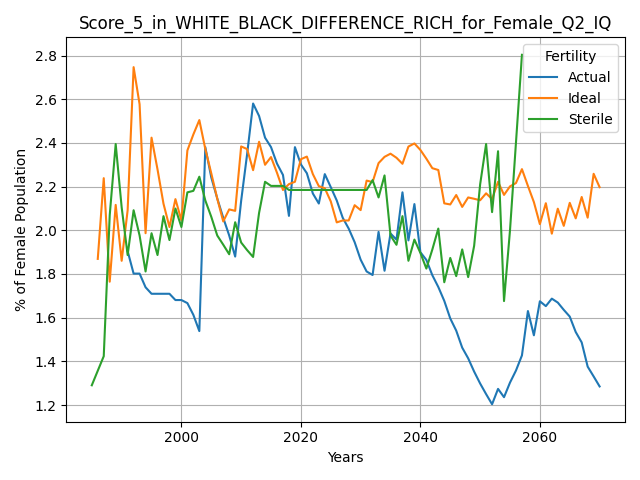 Score_5_in_WHITE_BLACK_DIFFERENCE_RICH_for_Female_Q2_IQ
% of Female Population
2.8
2.6
2.4
2.2
2.0
1.8
1.6
1.4
1.2
Fertility
Actual
Ideal
Sterile
2000
2020
2040
2060
Years